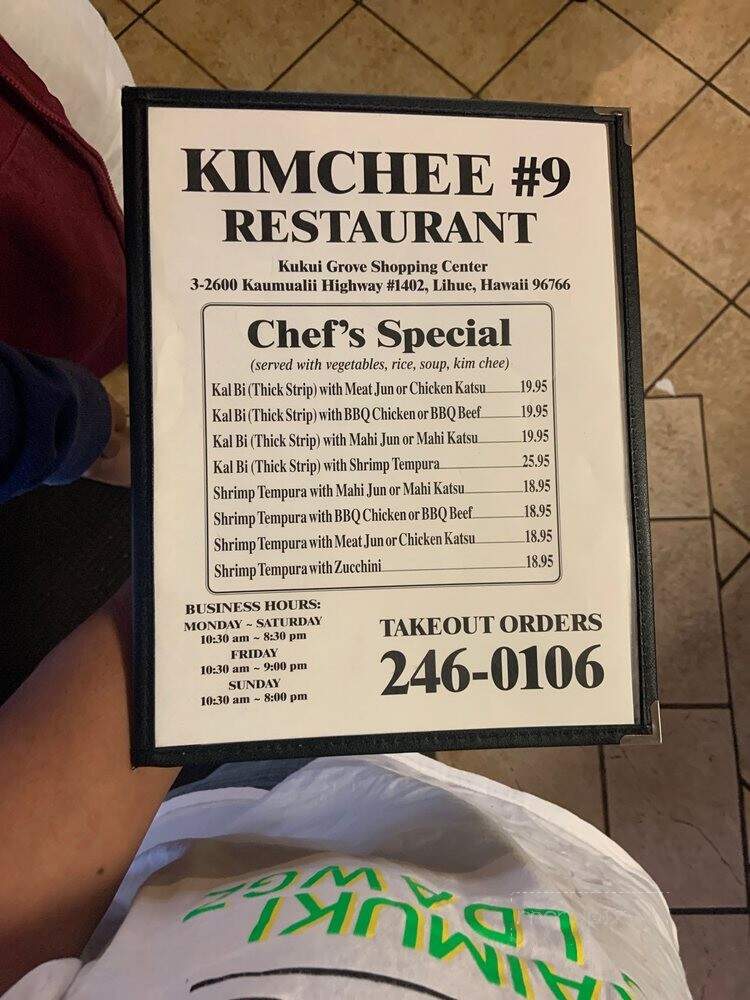 KIMCHEE #9
RESTAURANT
Kukui Grove Shopping Center
3-2600 Kaumualii Highway #1402, Lihue, Hawaii 96766
Chef's Special
(served with vegetables, rice, soup, kim chee)
Kal Bi (Thick Strip) with Meat Jun or Chicken Katsu 19.95
Kal Bi (Thick Strip) with BBQ Chicken or BBQ Beef 19.95
Kal Bi (Thick Strip) with Mahi Jun or Mahi Katsu 19.95
Kal Bi (Thick Strip) with Shrimp Tempura 25.95
Shrimp Tempura with Mahi Jun or Mahi Katsu 18.95
Shrimp Tempura with BBQ Chicken or BBQ Beef 18.95
Shrimp Tempura with Meat Jun or Chicken Katsu 18.95
Shrimp Tempura with Zucchini 18.95
BUSINESS HOURS:
MONDAY ~ SATURDAY
10:30 am ~ 8:30 pm
FRIDAY
10:30 am ~ 9:00 pm
SUNDAY
10:30 am ~ 8:00 pm
TAKEOUT ORDERS
246-0106
AIMUKI
LDAWGZ